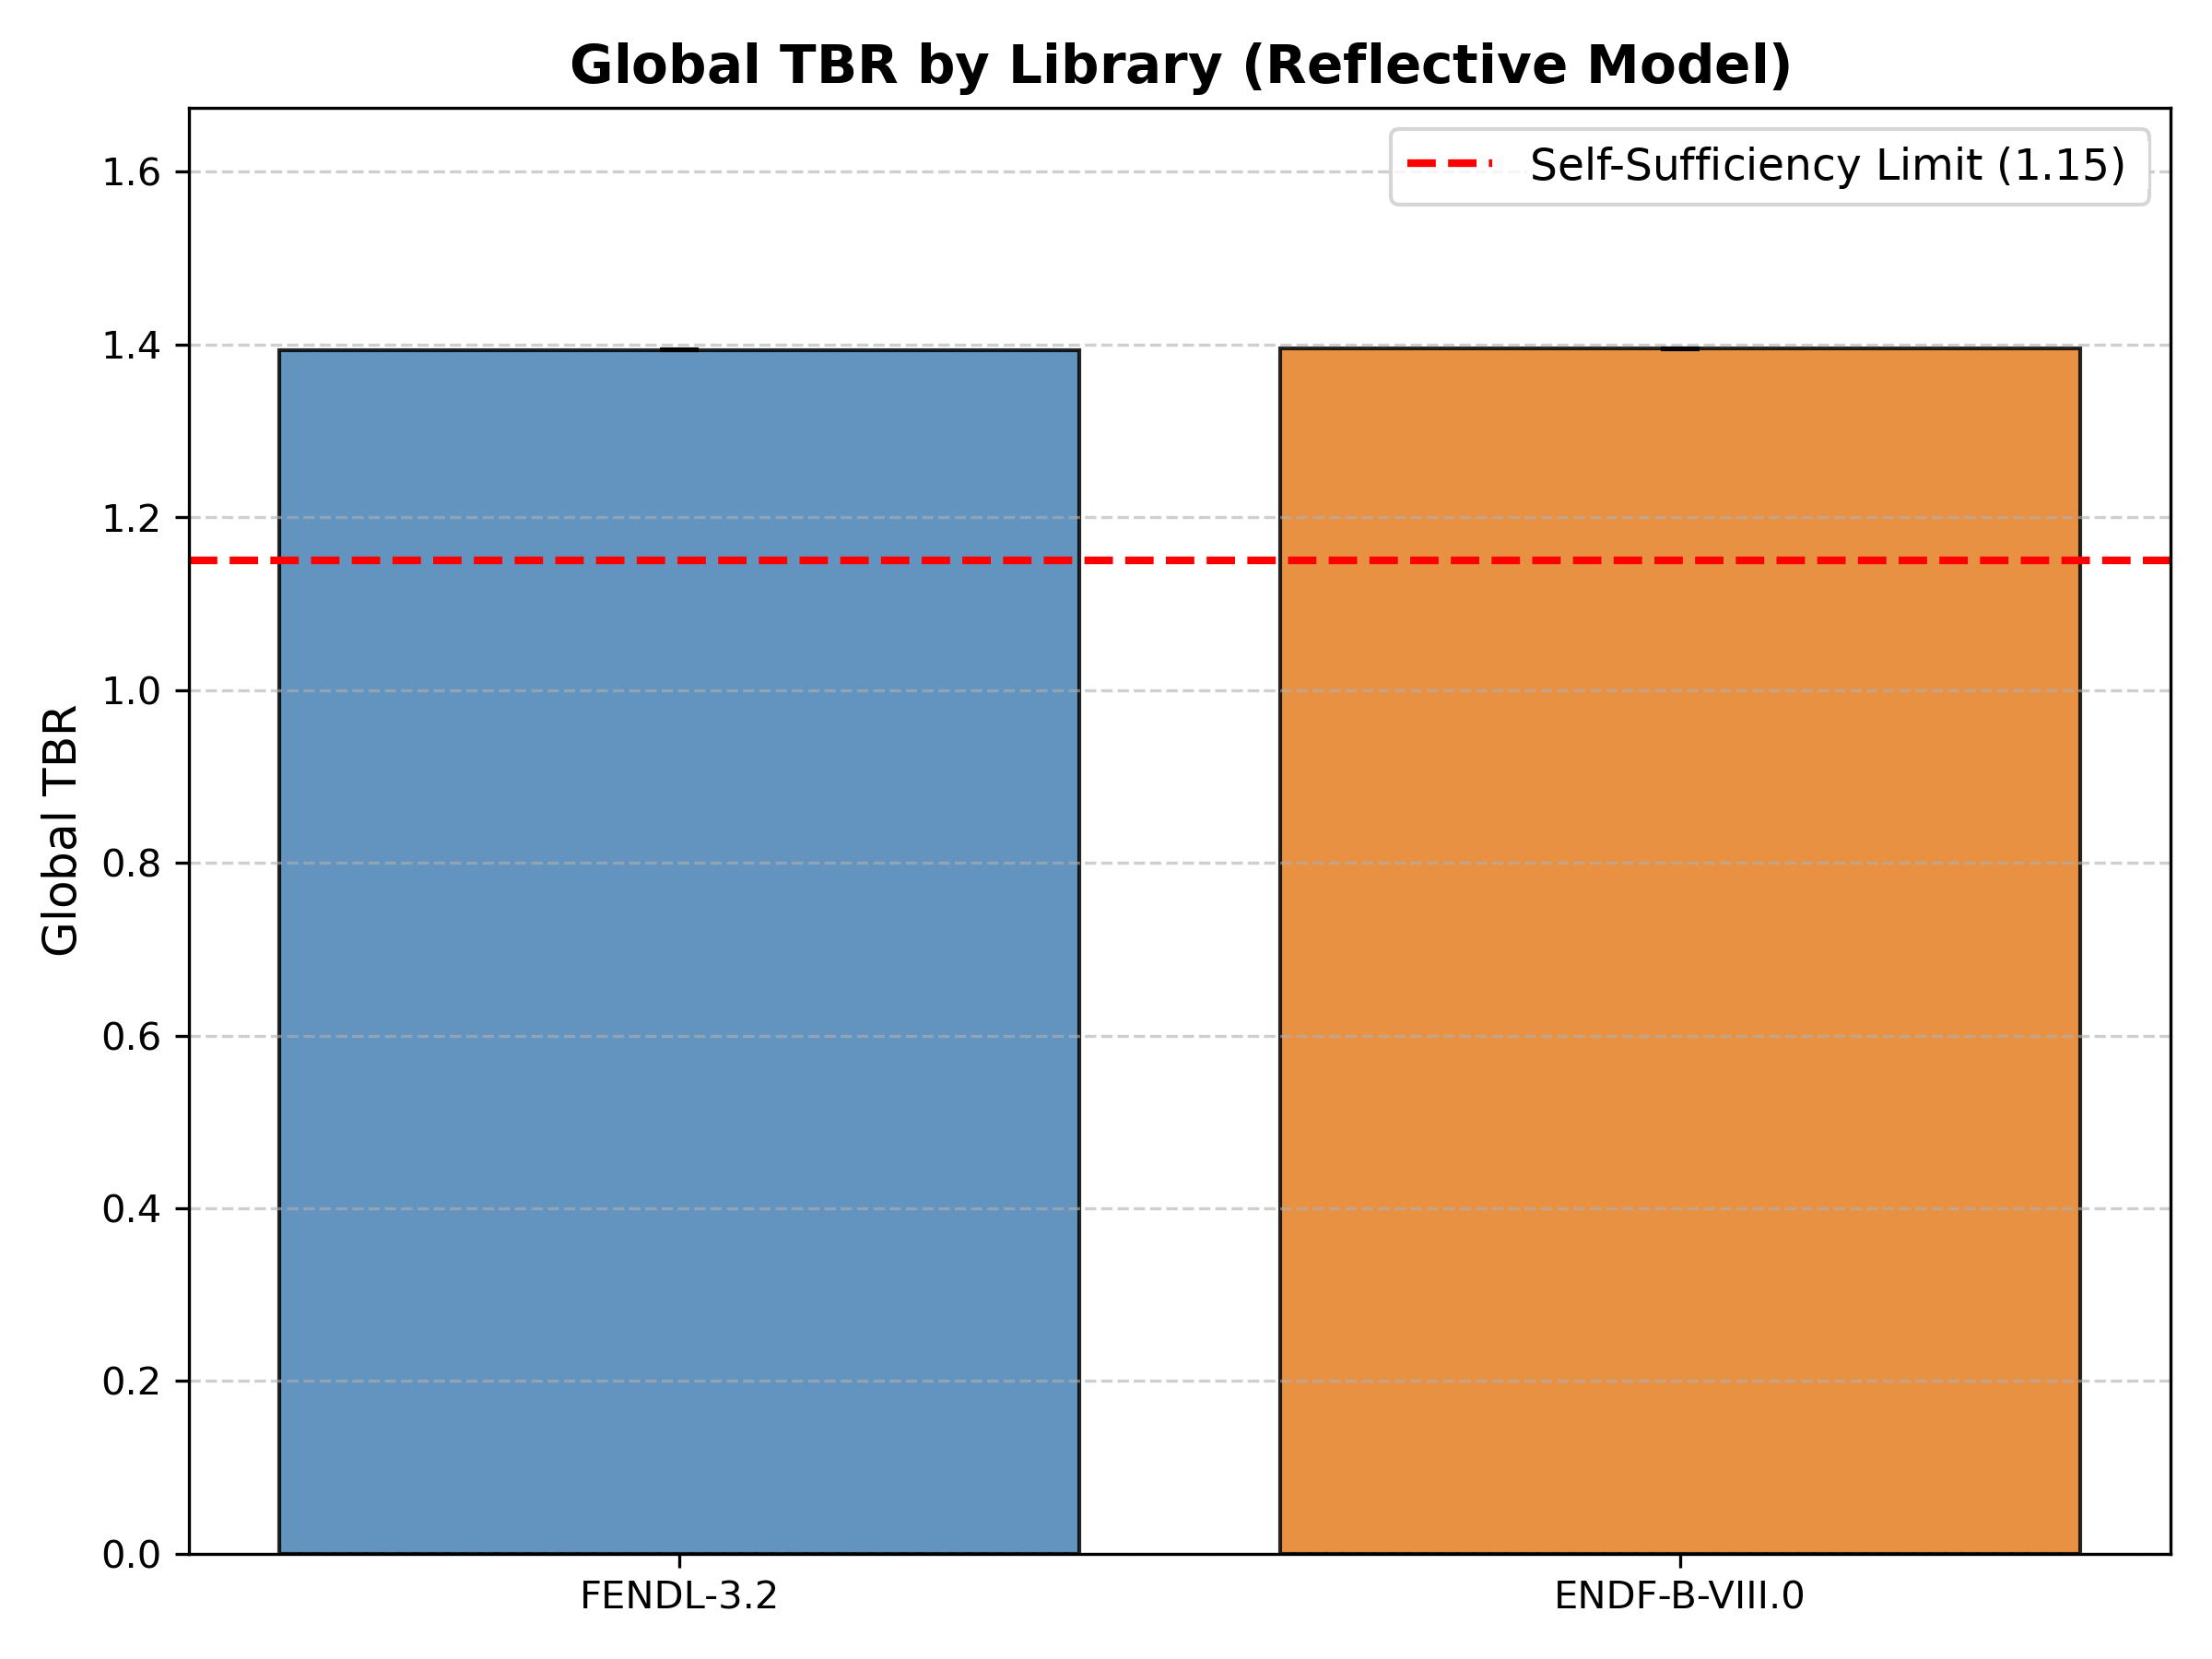 Global TBR by Library (Reflective Model)
Self-Sufficiency Limit (1.15)
1.6
1.4
1.2
1.0
0.8
0.6
0.4
0.2
0.0
Global TBR
FENDL-3.2
ENDF-B-VIII.0